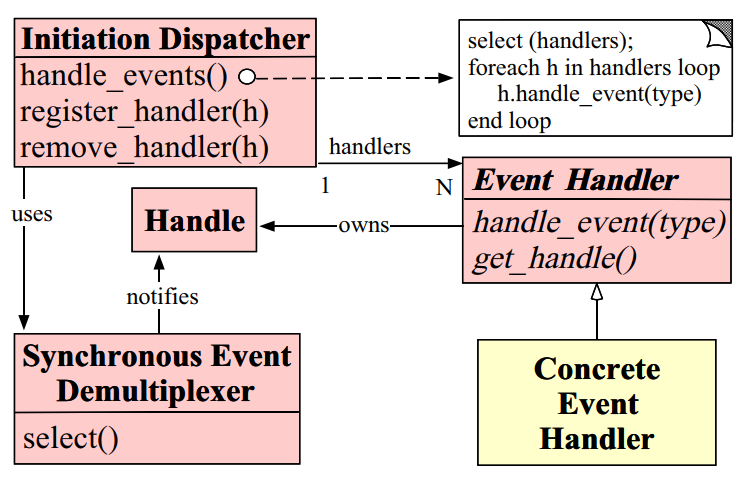 Initiation Dispatcher
handle_events()
register_handler(h)
remove_handler(h)
select (handlers);
foreach h in handlers loop
h.handle_event(type)
end loop
handlers
1
N
Event Handler
handle_event(type)
get_handle()
uses
Handle
owns
notifies
Synchronous Event
Demultiplexer
select()
Concrete
Event
Handler